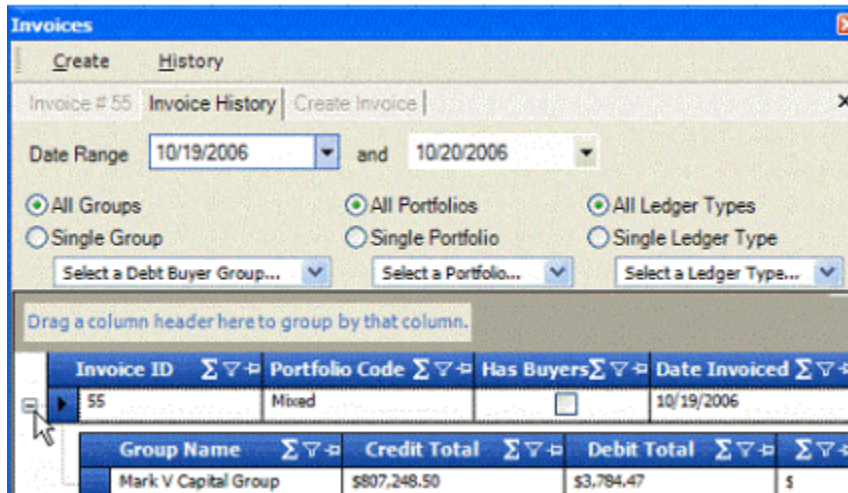 Invoices
Create History
Invoice # 55 Invoice History Create Invoice
Date Range 10/19/2006 and 10/20/2006
All Groups All Portfolios All Ledger Types
Single Group Single Portfolio Single Ledger Type
Select a Debt Buyer Group... Select a Portfolio... Select a Ledger Type...
Drag a column header here to group by that column.
Invoice ID Σ Portfolio Code Σ Has Buyers Σ Date Invoiced Σ
55 Mixed 10/19/2006
Group Name Σ Credit Total Σ Debit Total Σ Σ
Mark V Capital Group $807,248.50 $3,784.47 $